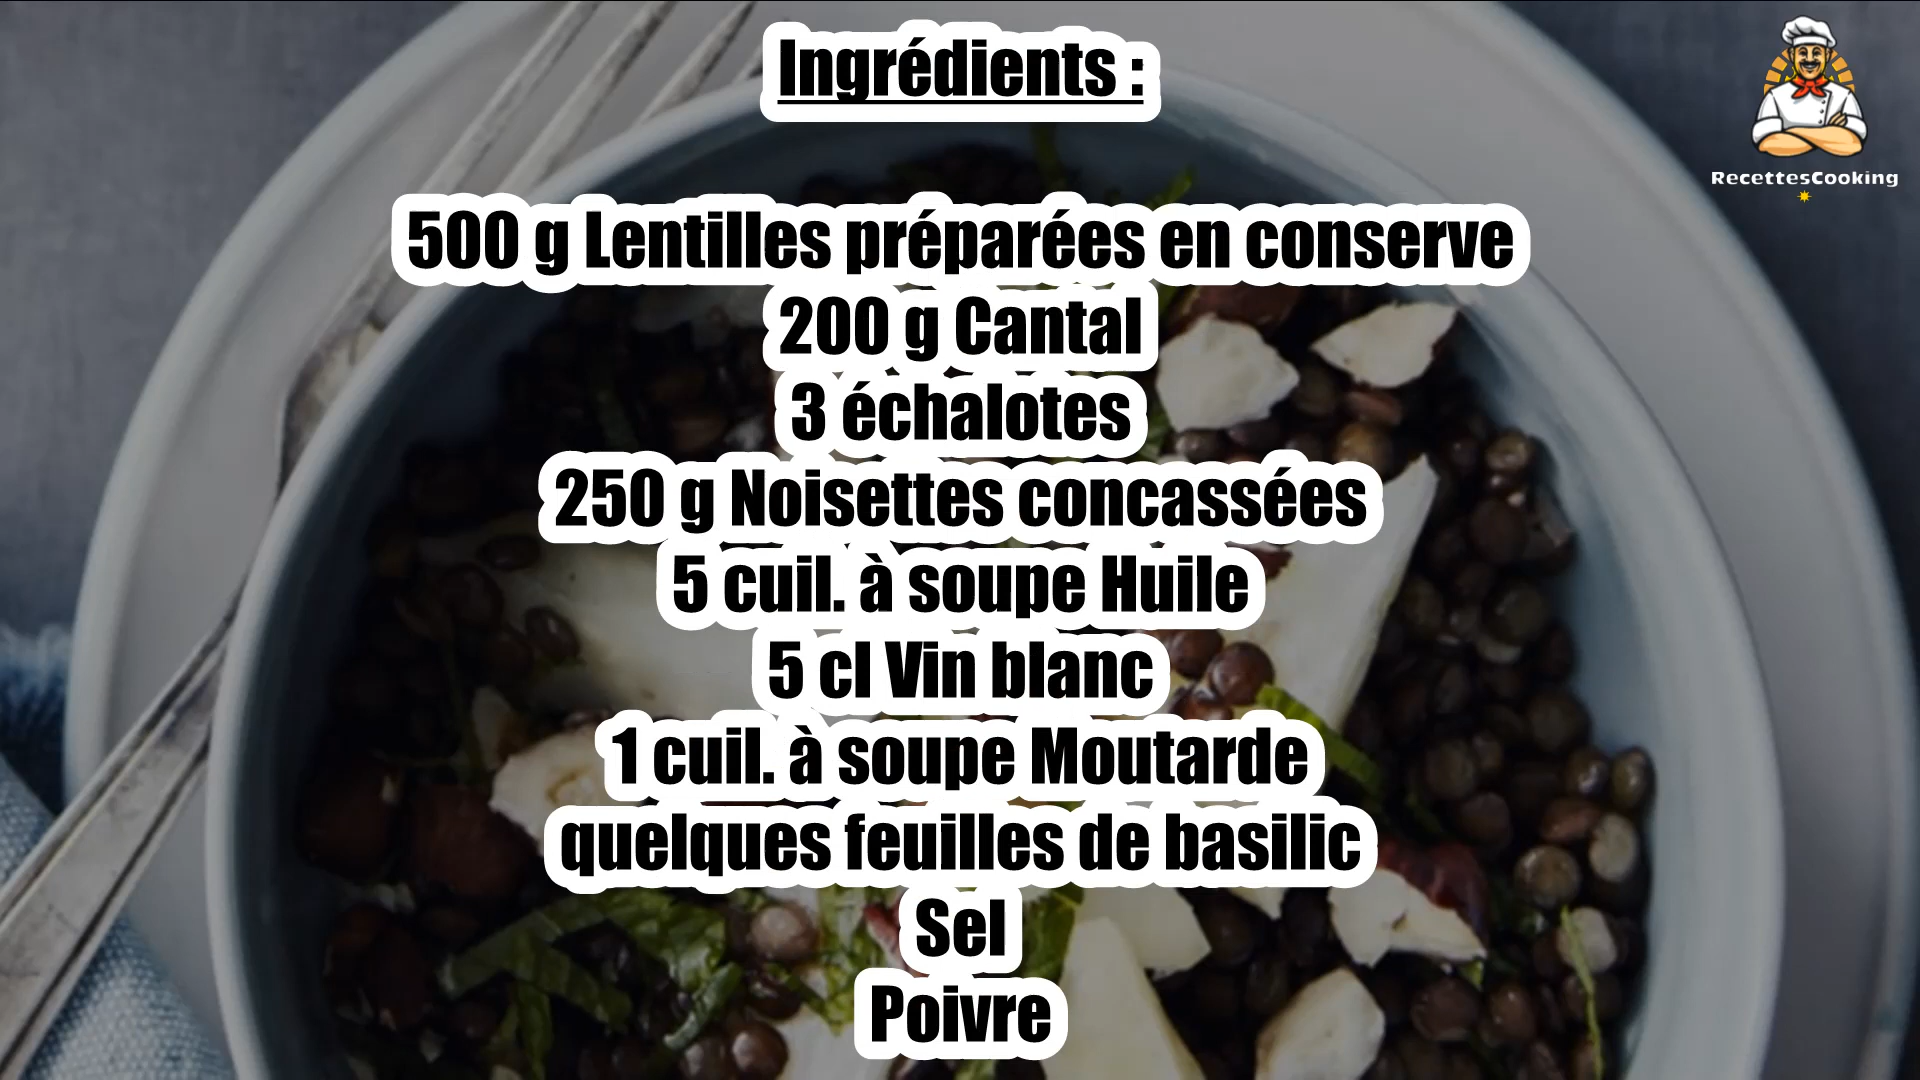 Ingrédients :
RecettesCooking
500 g Lentilles préparées en conserve
200 g Cantal
3 échalotes
250 g Noisettes concassées
5 cuil. à soupe Huile
5 cl Vin blanc
1 cuil. à soupe Moutarde
quelques feuilles de basilic
Sel
Poivre